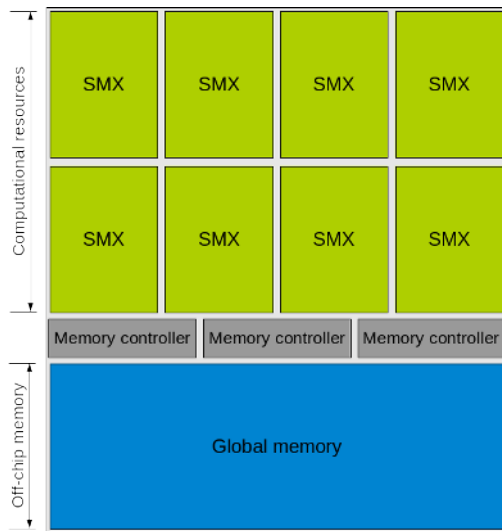 Computational resources
SMX SMX SMX SMX
SMX SMX SMX SMX
Memory controller Memory controller Memory controller
Off-chip memory
Global memory